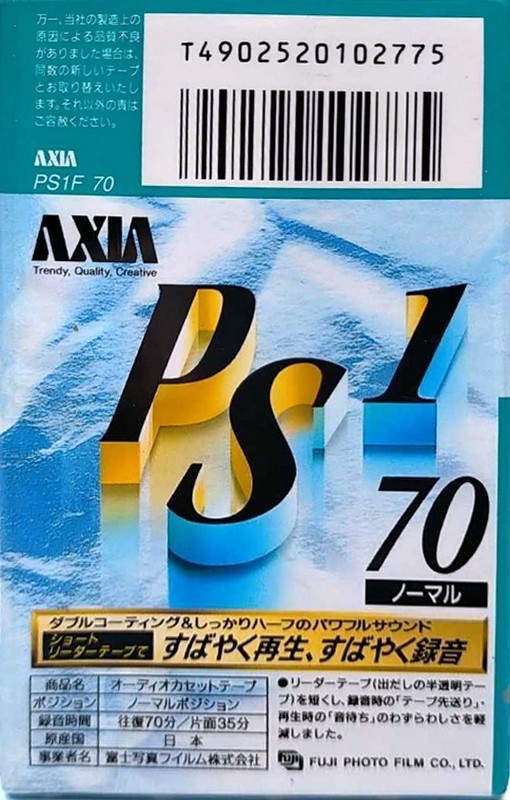 万一、当社の製造上の
原因による品質不良
がありました場合は、
同数の新しいテープ
とお取り替えいたし
ます。それ以外の責は
ご容赦ください。
T4902520102775
AXIA
PS1F 70
AXIA
Trendy, Quality, Creative
PS1
70
ノーマル
ダブルコーティング&しっかりハーフのパワフルサウンド
ショート
リーダーテープで すばやく再生、すばやく録音
商品名 オーディオカセットテープ
ポジション ノーマルポジション
録音時間 往復70分/片面35分
原産国 日本
事業者名 富士写真フイルム株式会社
●リーダーテープ(出だしの半透明テー
プ)を短くし、録音時の「テープ先送り」・
再生時の「音待ち」のわずらわしさを軽
減しました。
FUJI PHOTO FILM CO., LTD.